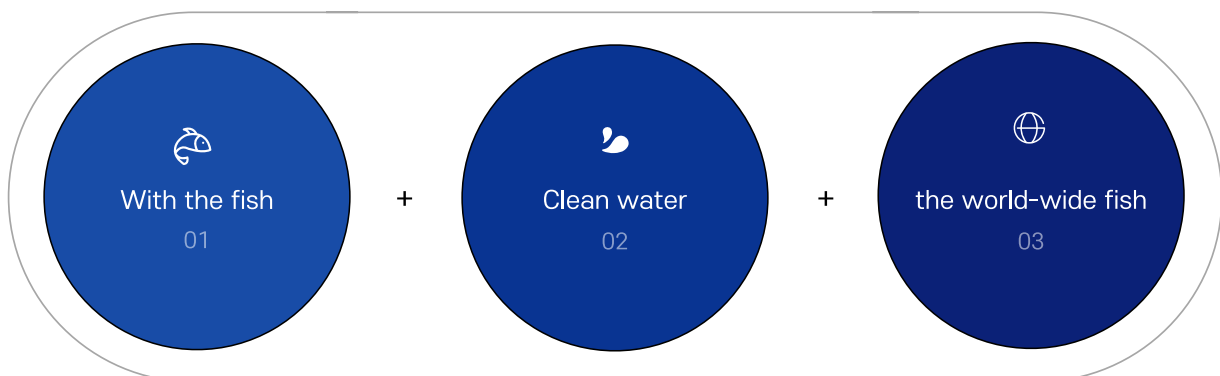 With the fish
01
+
Clean water
02
+
the world-wide fish
03